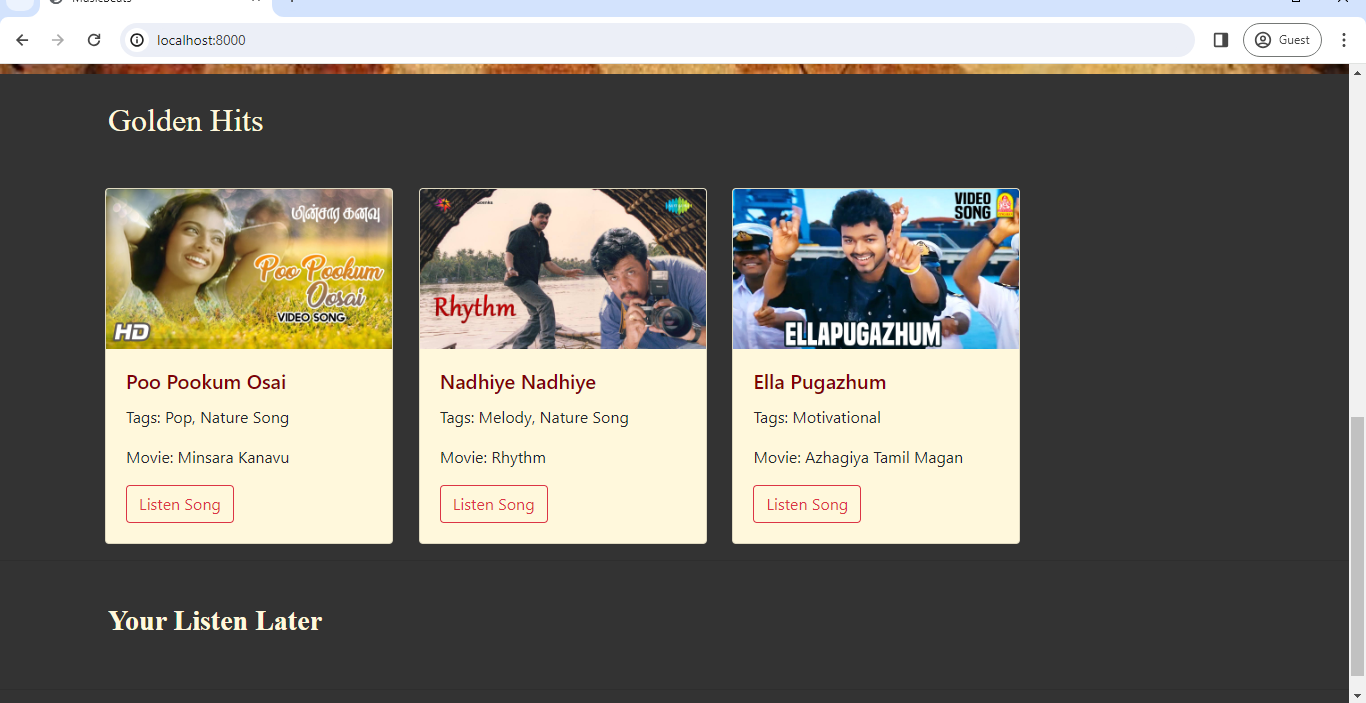 Musicbeats
localhost:8000
Guest
Golden Hits
மின்சார கனவு
Poo Pookum
Oosai
VIDEO SONG
HD
Rhythm
VIDEO
SONG
ELLAPUGAZHUM
Poo Pookum Osai
Tags: Pop, Nature Song
Movie: Minsara Kanavu
Listen Song
Nadhiye Nadhiye
Tags: Melody, Nature Song
Movie: Rhythm
Listen Song
Ella Pugazhum
Tags: Motivational
Movie: Azhagiya Tamil Magan
Listen Song
Your Listen Later